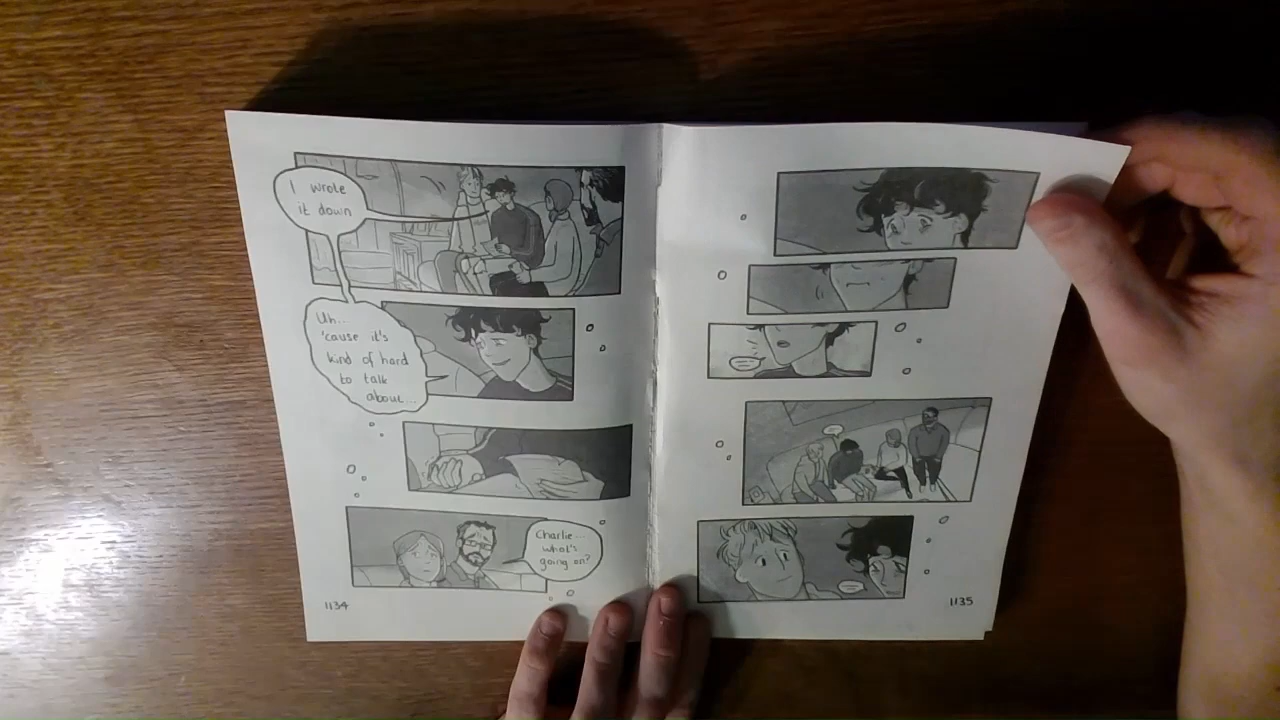 I wrote
it down
Uh...
'cause it's
kind of hard
to talk
about...
Charlie...
what's
going on?
1134
1135